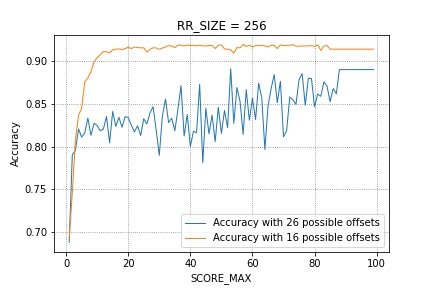 RR_SIZE = 256
Accuracy
0.90
0.85
0.80
0.75
0.70
Accuracy with 26 possible offsets
Accuracy with 16 possible offsets
0 20 40 60 80 100
SCORE_MAX